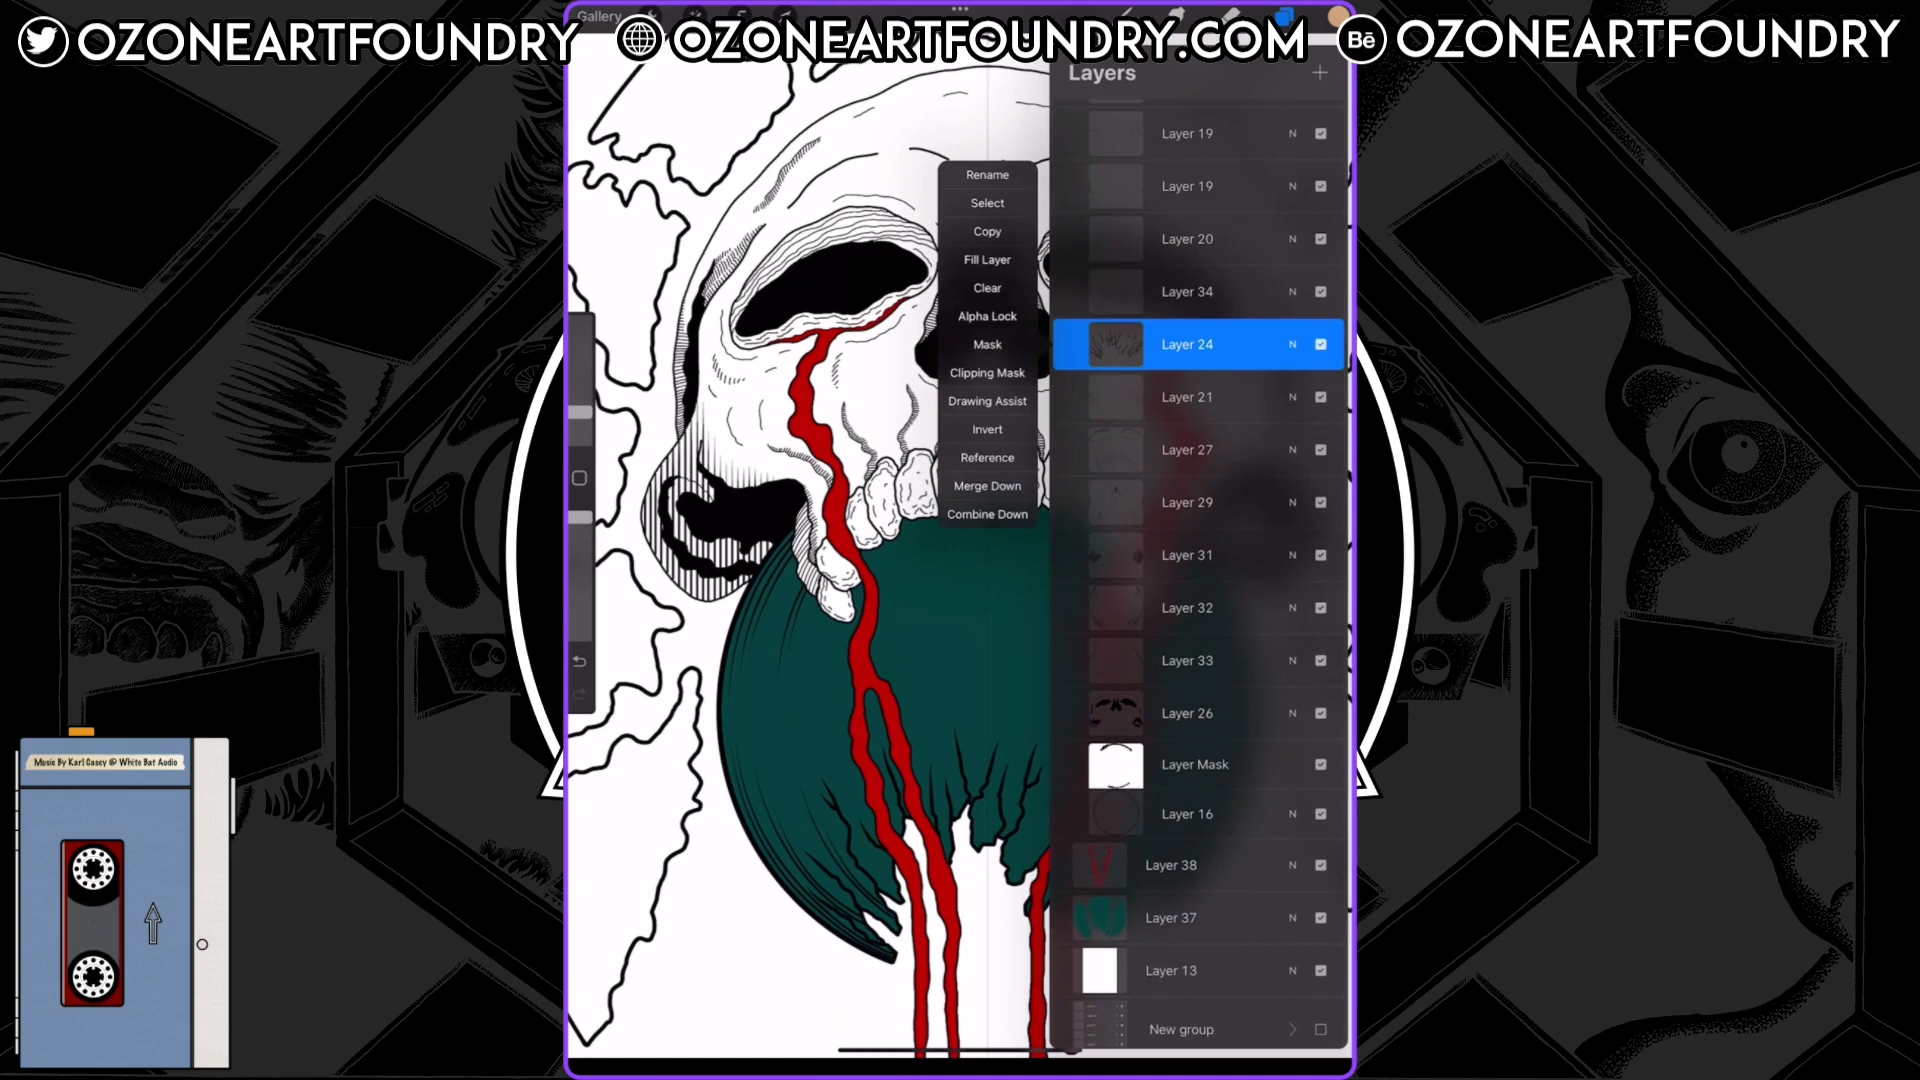 OZONEARTFOUNDRY
OZONEARTFOUNDRY.COM
Bē OZONEARTFOUNDRY
Gallery
Layers
Layer 19 N
Layer 19 N
Layer 20 N
Layer 34 N
Layer 24 N
Layer 21 N
Layer 27 N
Layer 29 N
Layer 31 N
Layer 32 N
Layer 33 N
Layer 26 N
Layer Mask
Layer 16 N
Layer 38 N
Layer 37 N
Layer 13 N
New group
Rename
Select
Copy
Fill Layer
Clear
Alpha Lock
Mask
Clipping Mask
Drawing Assist
Invert
Reference
Merge Down
Combine Down
Music By Karl Casey @ White Bat Audio